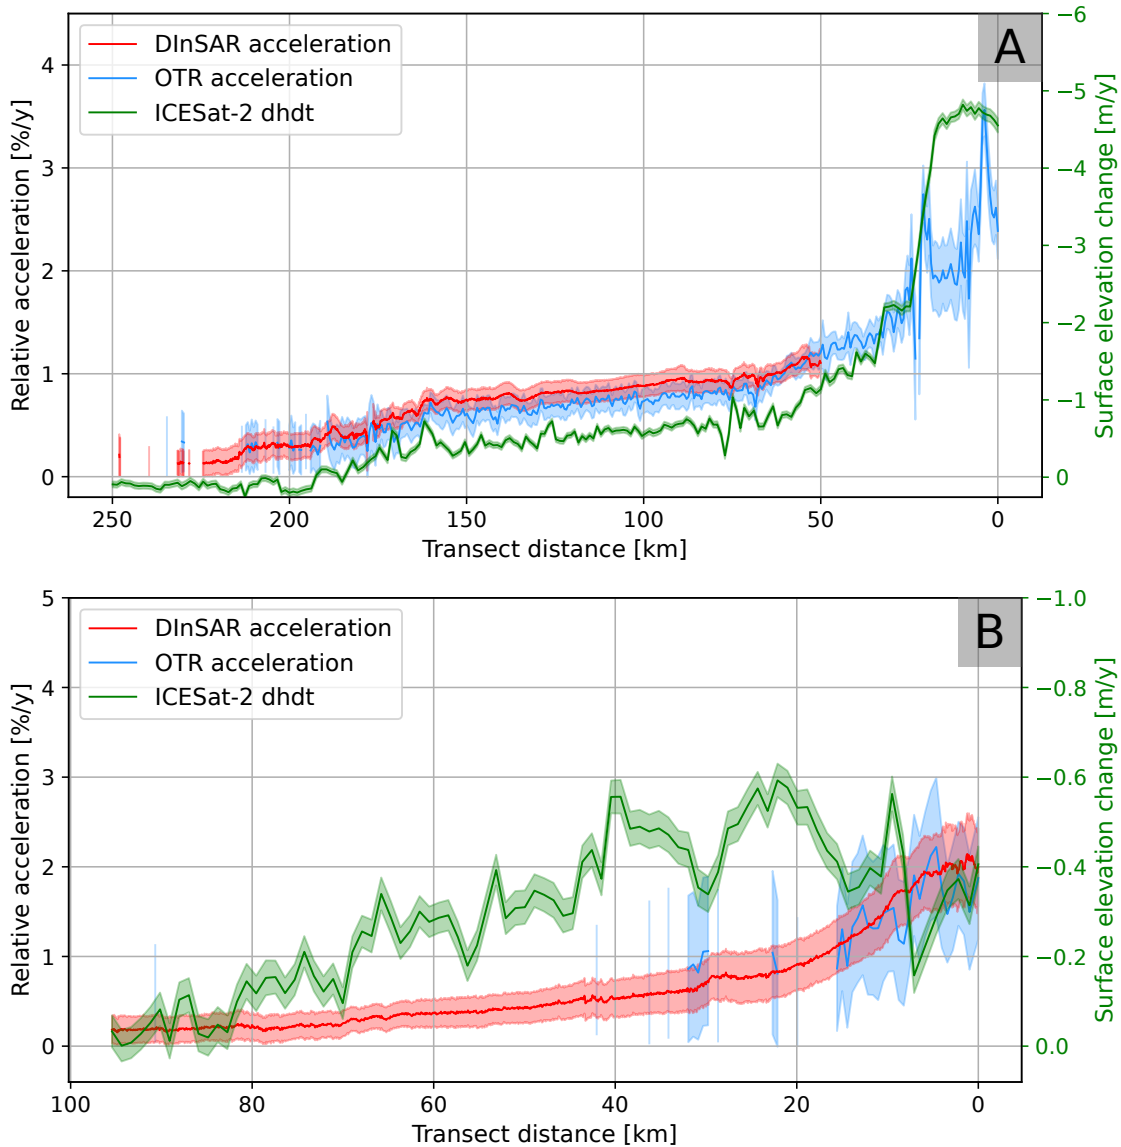 A
DInSAR acceleration
OTR acceleration
ICESat-2 dhdt
Relative acceleration [%/y]
4
3
2
1
0
Surface elevation change [m/y]
−6
−5
−4
−3
−2
−1
0
250 200 150 100 50 0
Transect distance [km]
B
DInSAR acceleration
OTR acceleration
ICESat-2 dhdt
Relative acceleration [%/y]
5
4
3
2
1
0
Surface elevation change [m/y]
−1.0
−0.8
−0.6
−0.4
−0.2
0.0
100 80 60 40 20 0
Transect distance [km]